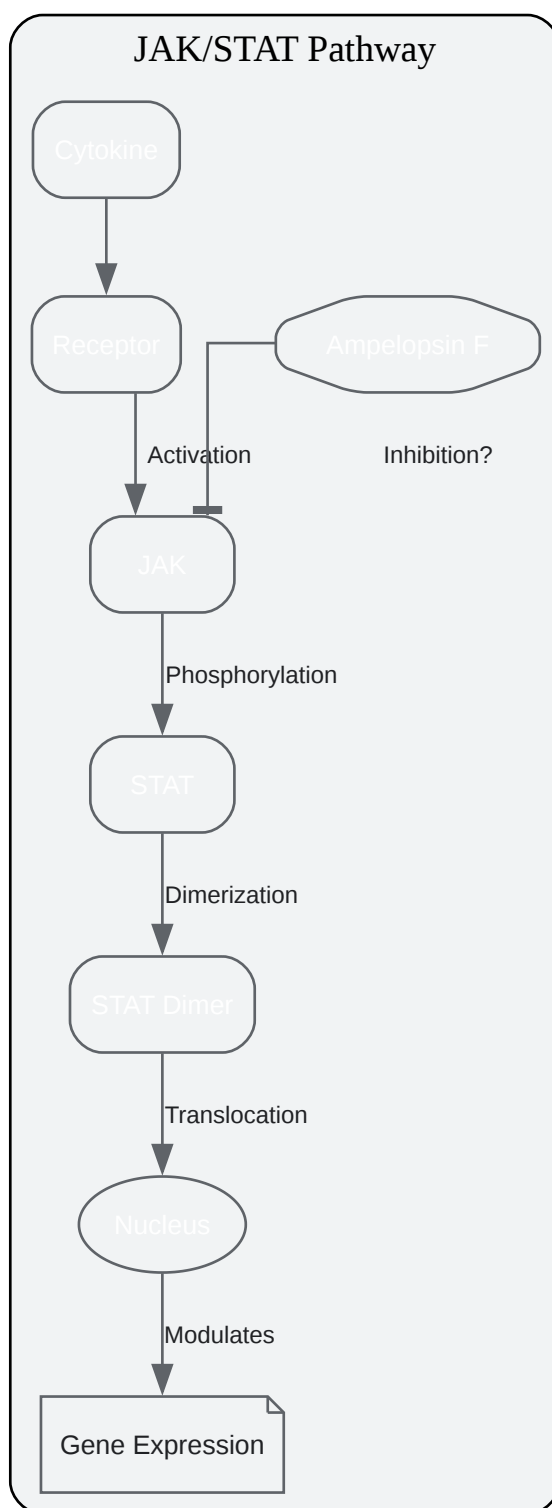 JAK/STAT Pathway
Cytokine
Receptor
Ampelopsin F
Activation
Inhibition?
JAK
Phosphorylation
STAT
Dimerization
STAT Dimer
Translocation
Nucleus
Modulates
Gene Expression